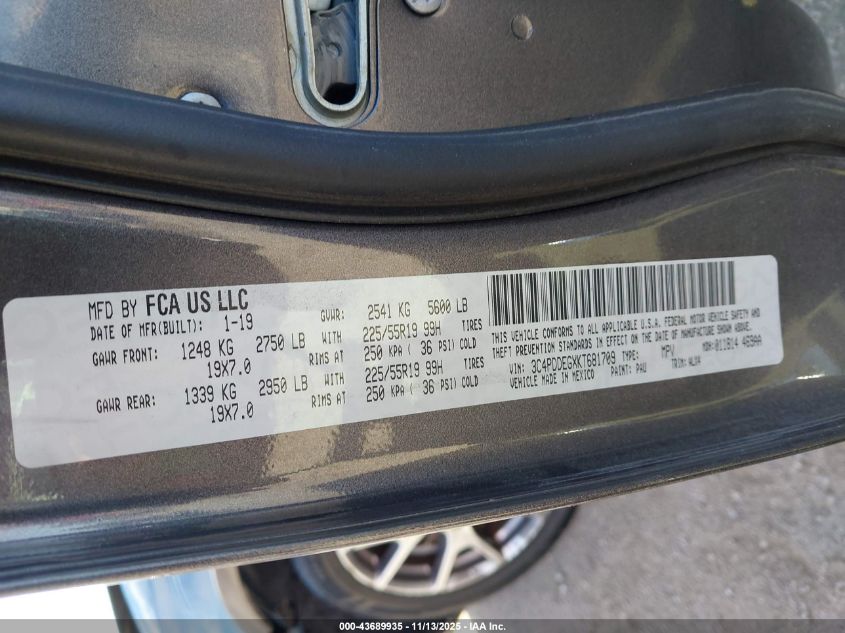 MFD BY FCA US LLC
DATE OF MFR(BUILT): 1-19
GVWR: 2541 KG 5600 LB
GAWR FRONT: 1248 KG 2750 LB WITH 225/55R19 99H TIRES
19X7.0 RIMS AT 250 KPA ( 36 PSI) COLD
GAWR REAR: 1339 KG 2950 LB WITH 225/55R19 99H TIRES
19X7.0 RIMS AT 250 KPA ( 36 PSI) COLD
THIS VEHICLE CONFORMS TO ALL APPLICABLE U.S.A. FEDERAL MOTOR VEHICLE SAFETY AND
THEFT PREVENTION STANDARDS IN EFFECT ON THE DATE OF MANUFACTURE SHOWN ABOVE.
VIN: 3C4PDDEGXKT681709 TYPE: MPV MDH:011814 469AA
VEHICLE MADE IN MEXICO PAINT: PAU TRIM:
000-43689935 - 11/13/2025 - IAA Inc.